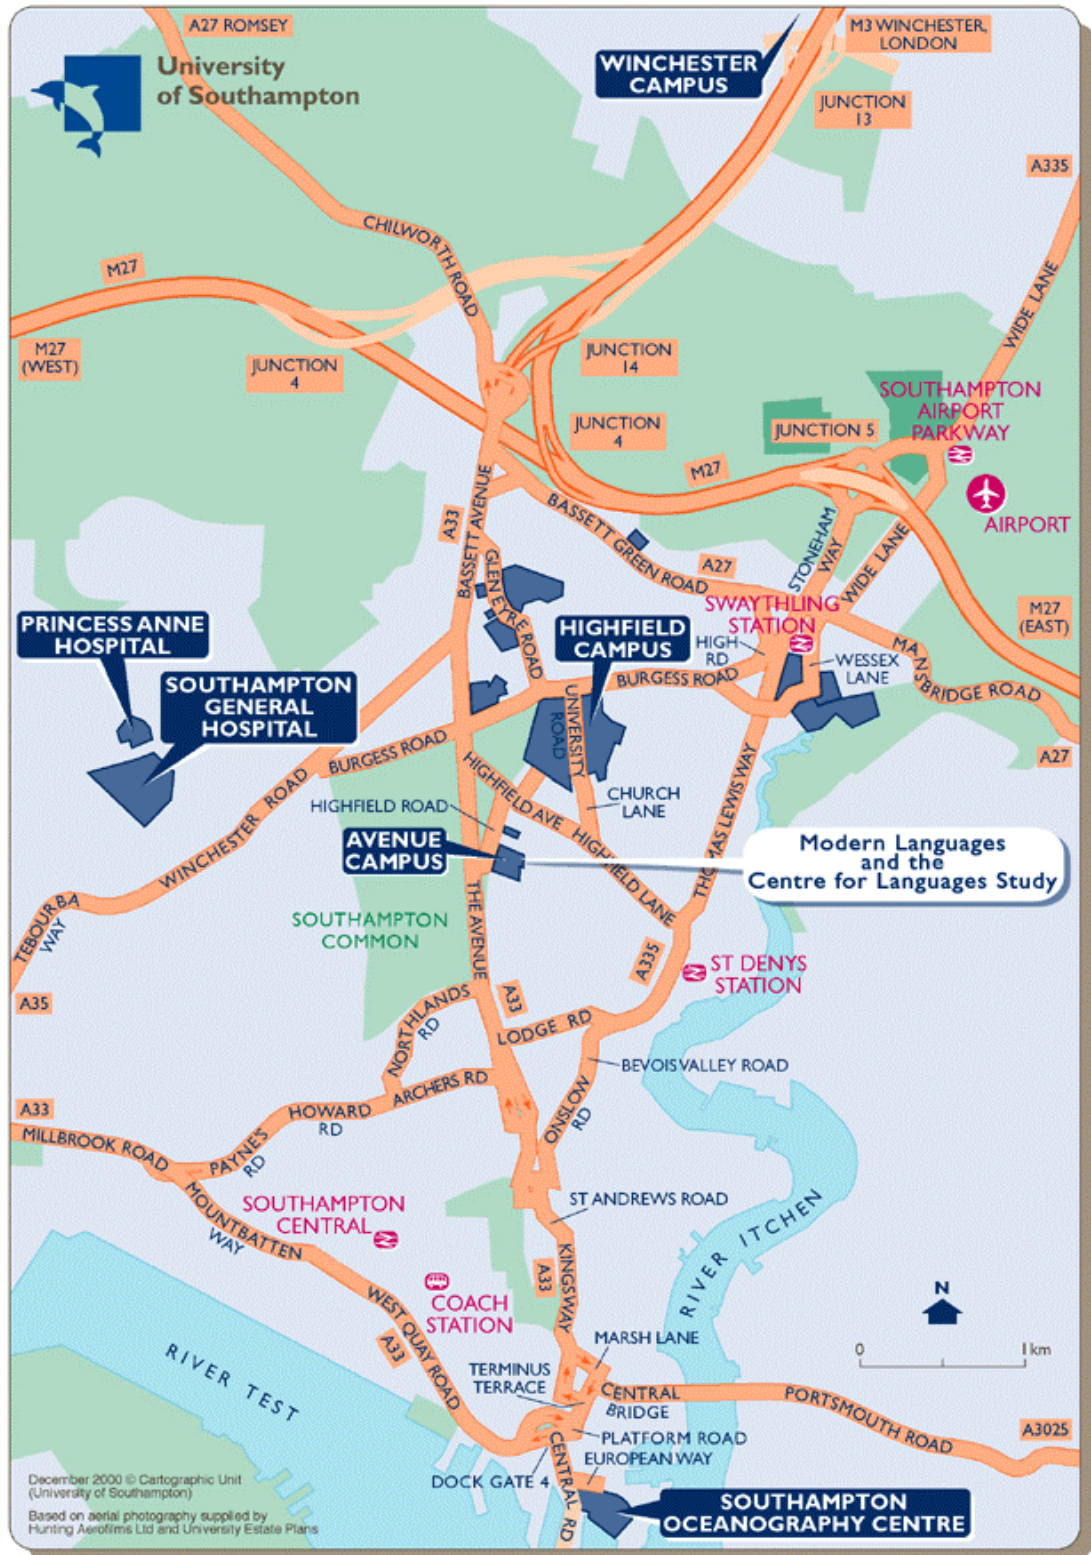 A27 ROMSEY
M3 WINCHESTER,
LONDON
University
of Southampton
WINCHESTER
CAMPUS
JUNCTION
13
A335
CHILWORTH ROAD
M27
WIDE LANE
M27
(WEST)
JUNCTION
4
JUNCTION
14
SOUTHAMPTON
AIRPORT
PARKWAY
JUNCTION
4
JUNCTION 5
M27
AIRPORT
A33
BASSETT AVENUE
BASSETT GREEN ROAD
A27
STONEHAM
WAY
WIDE LANE
GLEN EYRE ROAD
SWAYTHLING
STATION
M27
(EAST)
PRINCESS ANNE
HOSPITAL
HIGHFIELD
CAMPUS
HIGH
RD
WESSEX
LANE
MANSBRIDGE ROAD
SOUTHAMPTON
GENERAL
HOSPITAL
BURGESS ROAD
UNIVERSITY
ROAD
BURGESS ROAD
A27
WINCHESTER ROAD
HIGHFIELD AVE
HIGHFIELD ROAD
CHURCH
LANE
THOMAS LEWIS WAY
AVENUE
CAMPUS
HIGHFIELD LANE
Modern Languages
and the
Centre for Languages Study
TEBOURBA
WAY
THE AVENUE
SOUTHAMPTON
COMMON
A335
ST DENYS
STATION
A35
NORTHLANDS
RD
A33
LODGE RD
BEVOIS VALLEY ROAD
ARCHERS RD
A33
HOWARD
RD
ONSLOW
RD
MILLBROOK ROAD
PAYNE'S
RD
MOUNTBATTEN
WAY
SOUTHAMPTON
CENTRAL
ST ANDREWS ROAD
RIVER ITCHEN
A33
KINGSWAY
N
COACH
STATION
WEST QUAY ROAD
A33
MARSH LANE
0 1 km
RIVER TEST
TERMINUS
TERRACE
CENTRAL
BRIDGE
PORTSMOUTH ROAD
A3025
PLATFORM ROAD
EUROPEAN WAY
DOCK GATE 4
CENTRAL RD
SOUTHAMPTON
OCEANOGRAPHY CENTRE
December 2000 © Cartographic Unit
(University of Southampton)
Based on aerial photography supplied by
Hunting Aerofilms Ltd and University Estate Plans